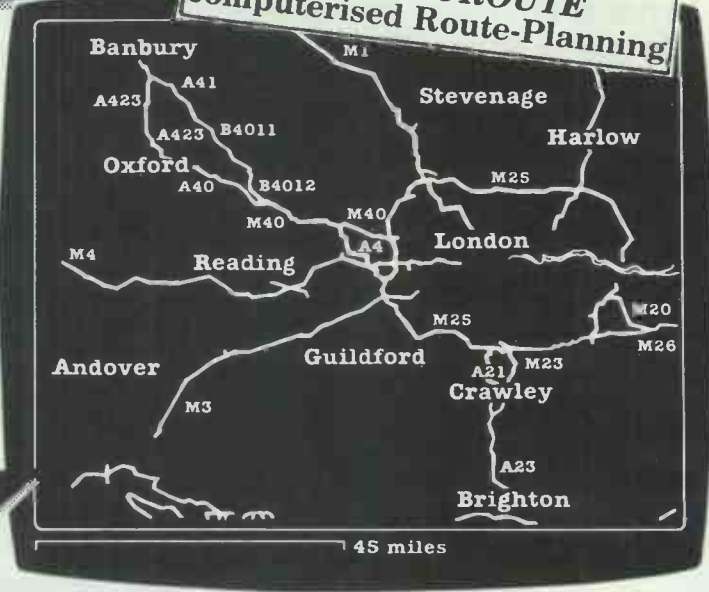 ROUTE
Computerised Route-Planning
Banbury
M1
A41
Stevenage
A423
Harlow
A423
B4011
Oxford
M25
A40
B4012
M40
M40
London
M4
Reading
A4
M25
M20
M26
Guildford
Andover
A21
M23
Crawley
M3
A23
Brighton
45 miles